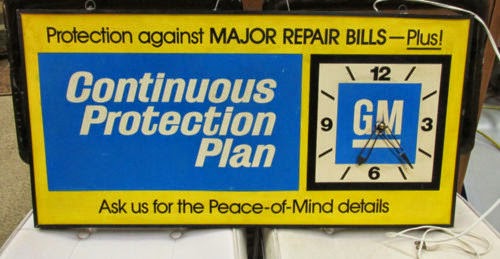 Protection against MAJOR REPAIR BILLS—Plus!
Continuous
Protection
Plan
12
9
GM
3
6
Ask us for the Peace-of-Mind details